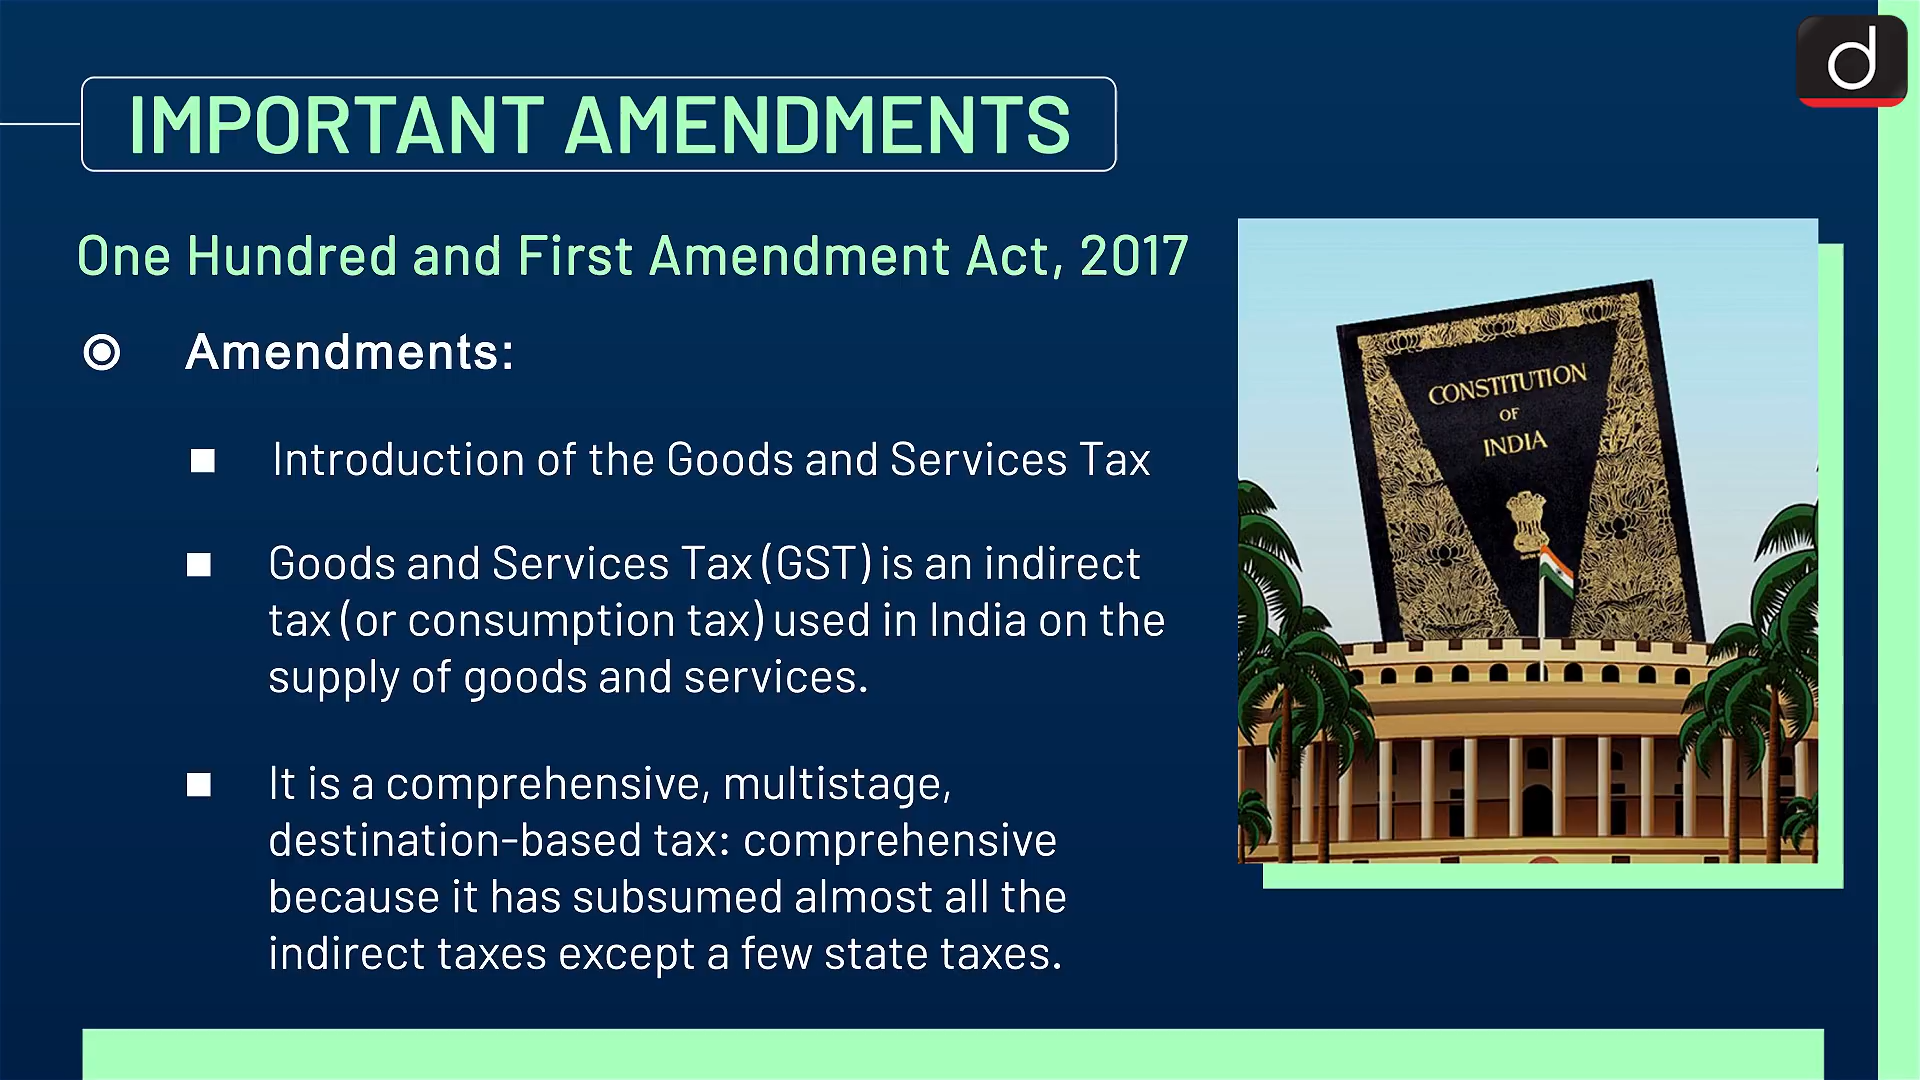 d
IMPORTANT AMENDMENTS
One Hundred and First Amendment Act, 2017
Amendments:
Introduction of the Goods and Services Tax
Goods and Services Tax (GST) is an indirect
tax (or consumption tax) used in India on the
supply of goods and services.
It is a comprehensive, multistage,
destination-based tax: comprehensive
because it has subsumed almost all the
indirect taxes except a few state taxes.
CONSTITUTION
OF
INDIA